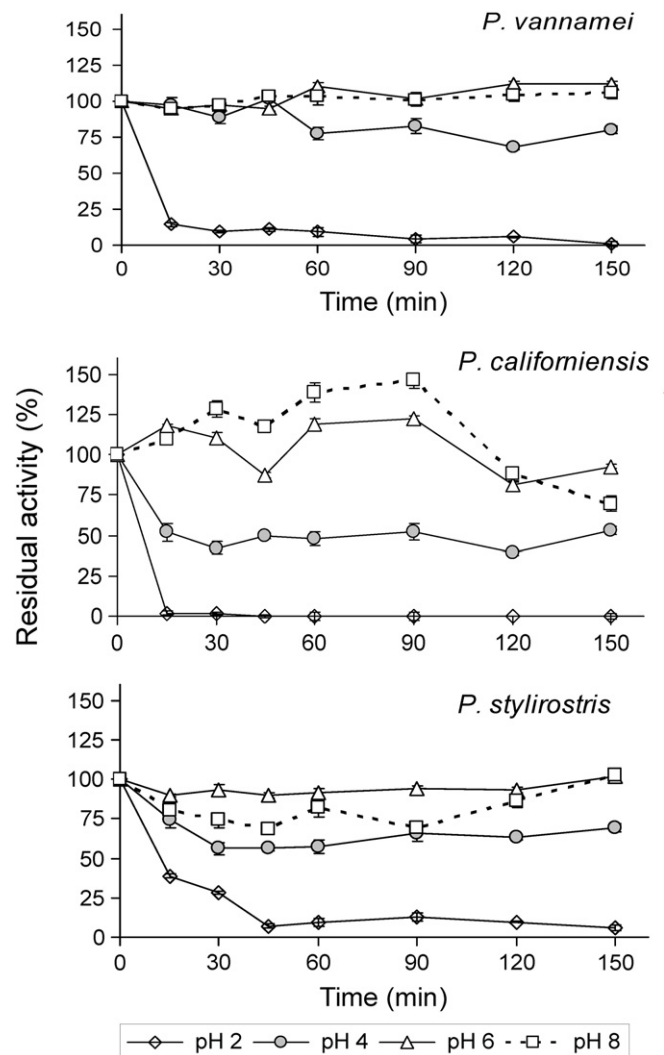 P. vannamei
150
125
100
75
50
25
0
0 30 60 90 120 150
Time (min)
P. californiensis
150
125
100
75
50
25
0
0 30 60 90 120 150
Residual activity (%)
P. stylirostris
150
125
100
75
50
25
0
0 30 60 90 120 150
Time (min)
pH 2 pH 4 pH 6 pH 8